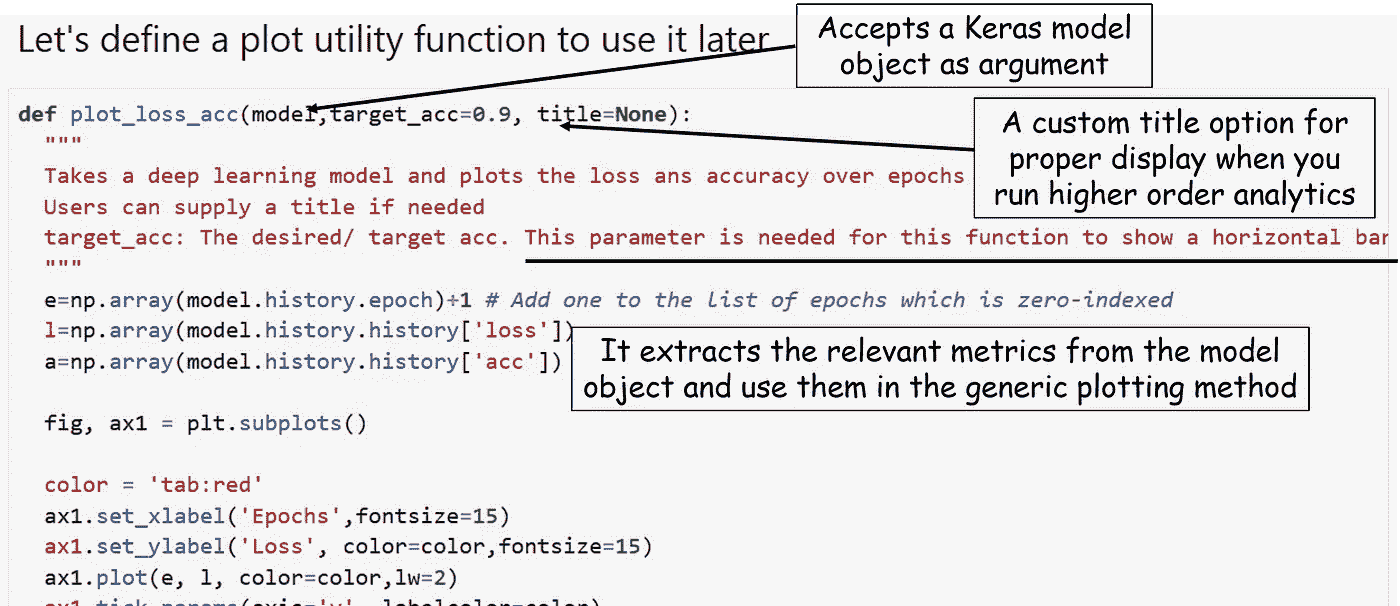 Let's define a plot utility function to use it later
Accepts a Keras model
object as argument
def plot_loss_acc(model,target_acc=0.9, title=None):
"""
Takes a deep learning model and plots the loss ans accuracy over epochs
Users can supply a title if needed
target_acc: The desired/ target acc. This parameter is needed for this function to show a horizontal bar
"""
A custom title option for
proper display when you
run higher order analytics
e=np.array(model.history.epoch)+1 # Add one to the list of epochs which is zero-indexed
l=np.array(model.history.history['loss'])
a=np.array(model.history.history['acc'])
It extracts the relevant metrics from the model
object and use them in the generic plotting method
fig, ax1 = plt.subplots()
color = 'tab:red'
ax1.set_xlabel('Epochs',fontsize=15)
ax1.set_ylabel('Loss', color=color,fontsize=15)
ax1.plot(e, l, color=color,lw=2)
ax1.tick_params(axis='y', labelcolor=color)